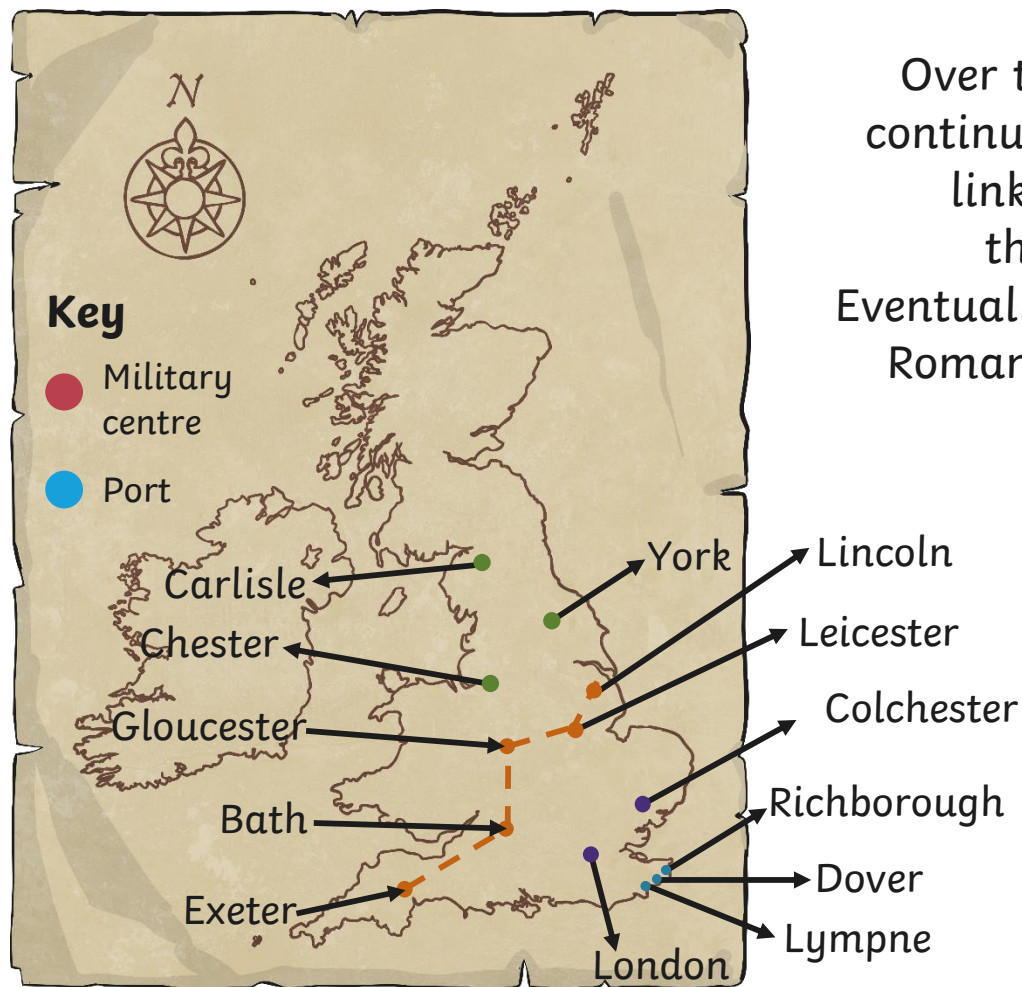 N
Key
Military
centre
Port
Carlisle
Chester
Gloucester
Bath
Exeter
York
Lincoln
Leicester
Colchester
Richborough
Dover
Lympne
London
Over t
continu
link
th
Eventual
Roman